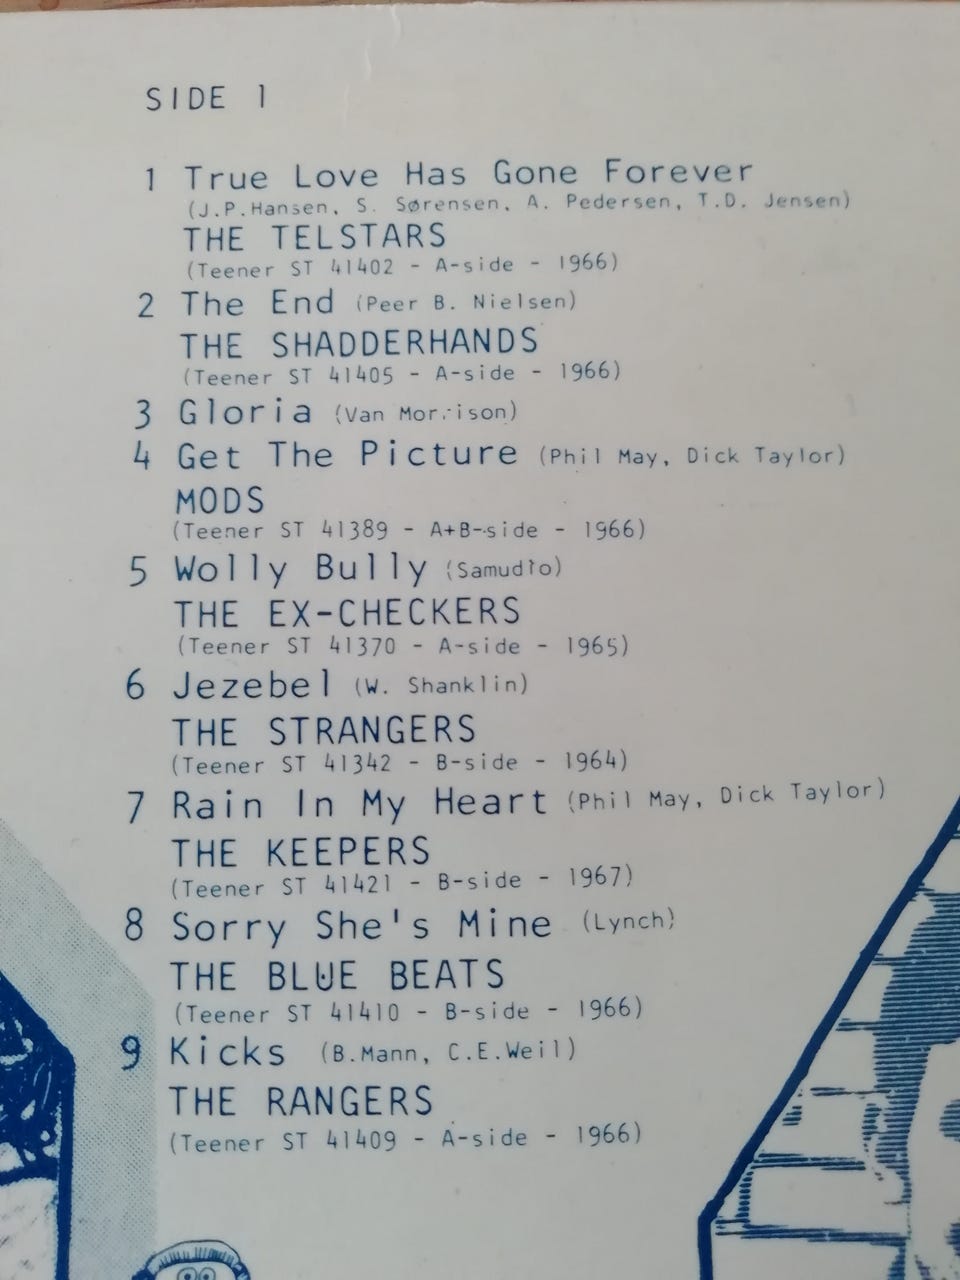 SIDE 1
1 True Love Has Gone Forever
(J.P.Hansen, S. Sørensen, A. Pedersen, T.D. Jensen)
THE TELSTARS
(Teener ST 41402 - A-side - 1966)
2 The End (Peer B. Nielsen)
THE SHADDERHANDS
(Teener ST 41405 - A-side - 1966)
3 Gloria (Van Morrison)
4 Get The Picture (Phil May, Dick Taylor)
MODS
(Teener ST 41389 - A+B-side - 1966)
5 Wolly Bully (Samudio)
THE EX-CHECKERS
(Teener ST 41370 - A-side - 1965)
6 Jezebel (W. Shanklin)
THE STRANGERS
(Teener ST 41342 - B-side - 1964)
7 Rain In My Heart (Phil May, Dick Taylor)
THE KEEPERS
(Teener ST 41421 - B-side - 1967)
8 Sorry She's Mine (Lynch)
THE BLUE BEATS
(Teener ST 41410 - B-side - 1966)
9 Kicks (B.Mann, C.E.Weil)
THE RANGERS
(Teener ST 41409 - A-side - 1966)